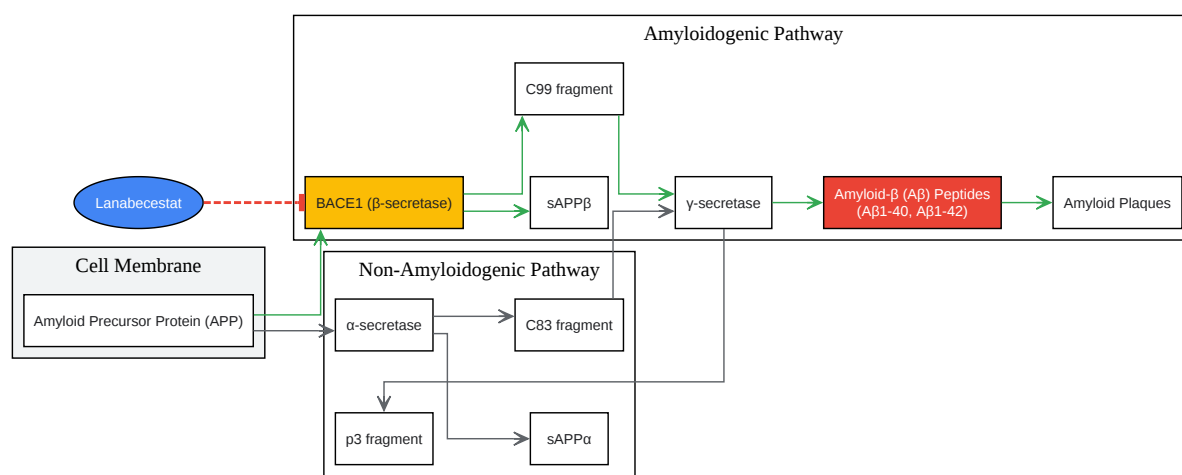 Amyloidogenic Pathway
C99 fragment
Lanabecestat
BACE1 (β-secretase)
sAPPβ
γ-secretase
Amyloid-β (Aβ) Peptides
(Aβ1-40, Aβ1-42)
Amyloid Plaques
Cell Membrane
Non-Amyloidogenic Pathway
Amyloid Precursor Protein (APP)
α-secretase
C83 fragment
p3 fragment
sAPPα